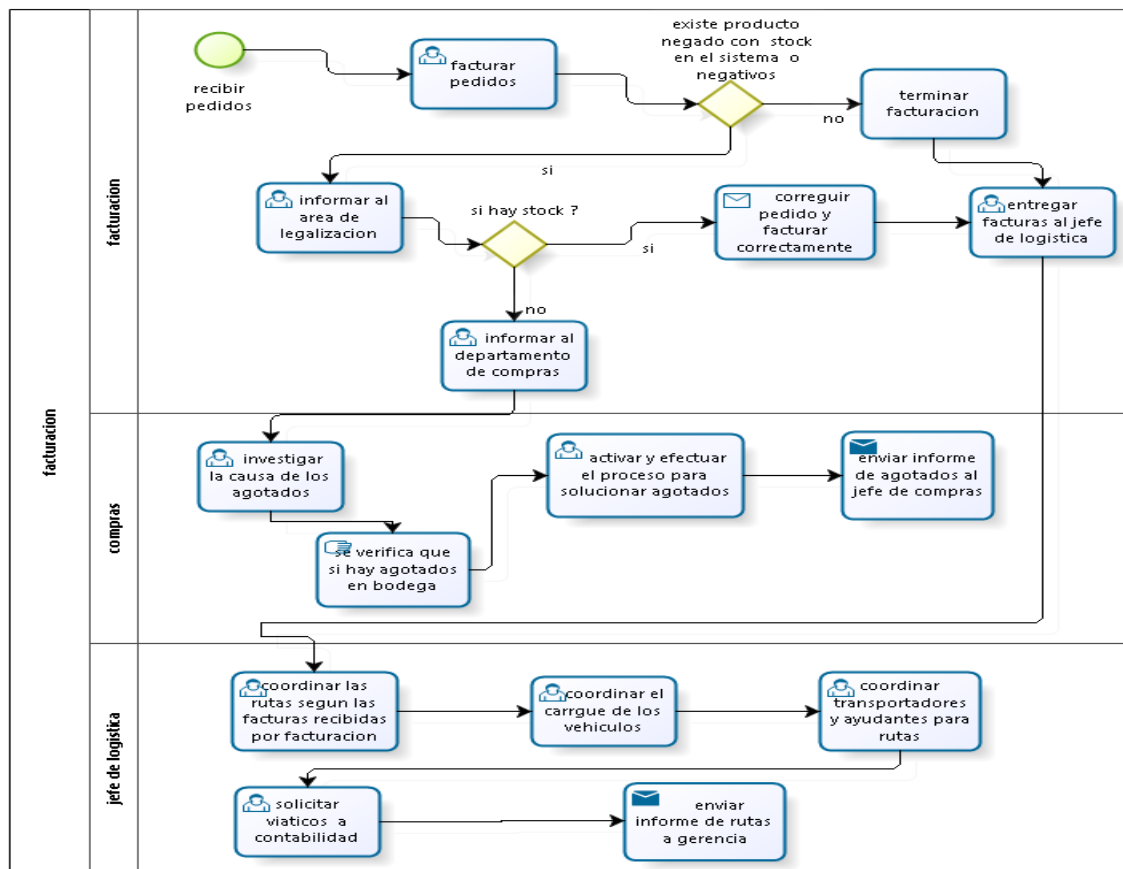 existe producto
negado con stock
en el sistema o
negativos
recibir
pedidos
facturar
pedidos
no
terminar
facturacion
si
informar al
area de
legalizacion
si hay stock ?
si
correguir
pedido y
facturar
correctamente
entregar
facturas al jefe
de logistica
no
informar al
departamento
de compras
facturacion
facturacion
investigar
la causa de los
agotados
activar y efectuar
el proceso para
solucionar agotados
enviar informe
de agotados al
jefe de compras
se verifica que
si hay agotados
en bodega
compras
coordinar las
rutas segun las
facturas recibidas
por facturacion
coordinar el
carrgue de los
vehiculos
coordinar
transportadores
y ayudantes para
rutas
solicitar
viaticos a
contabilidad
enviar
informe de rutas
a gerencia
jefe de logistica